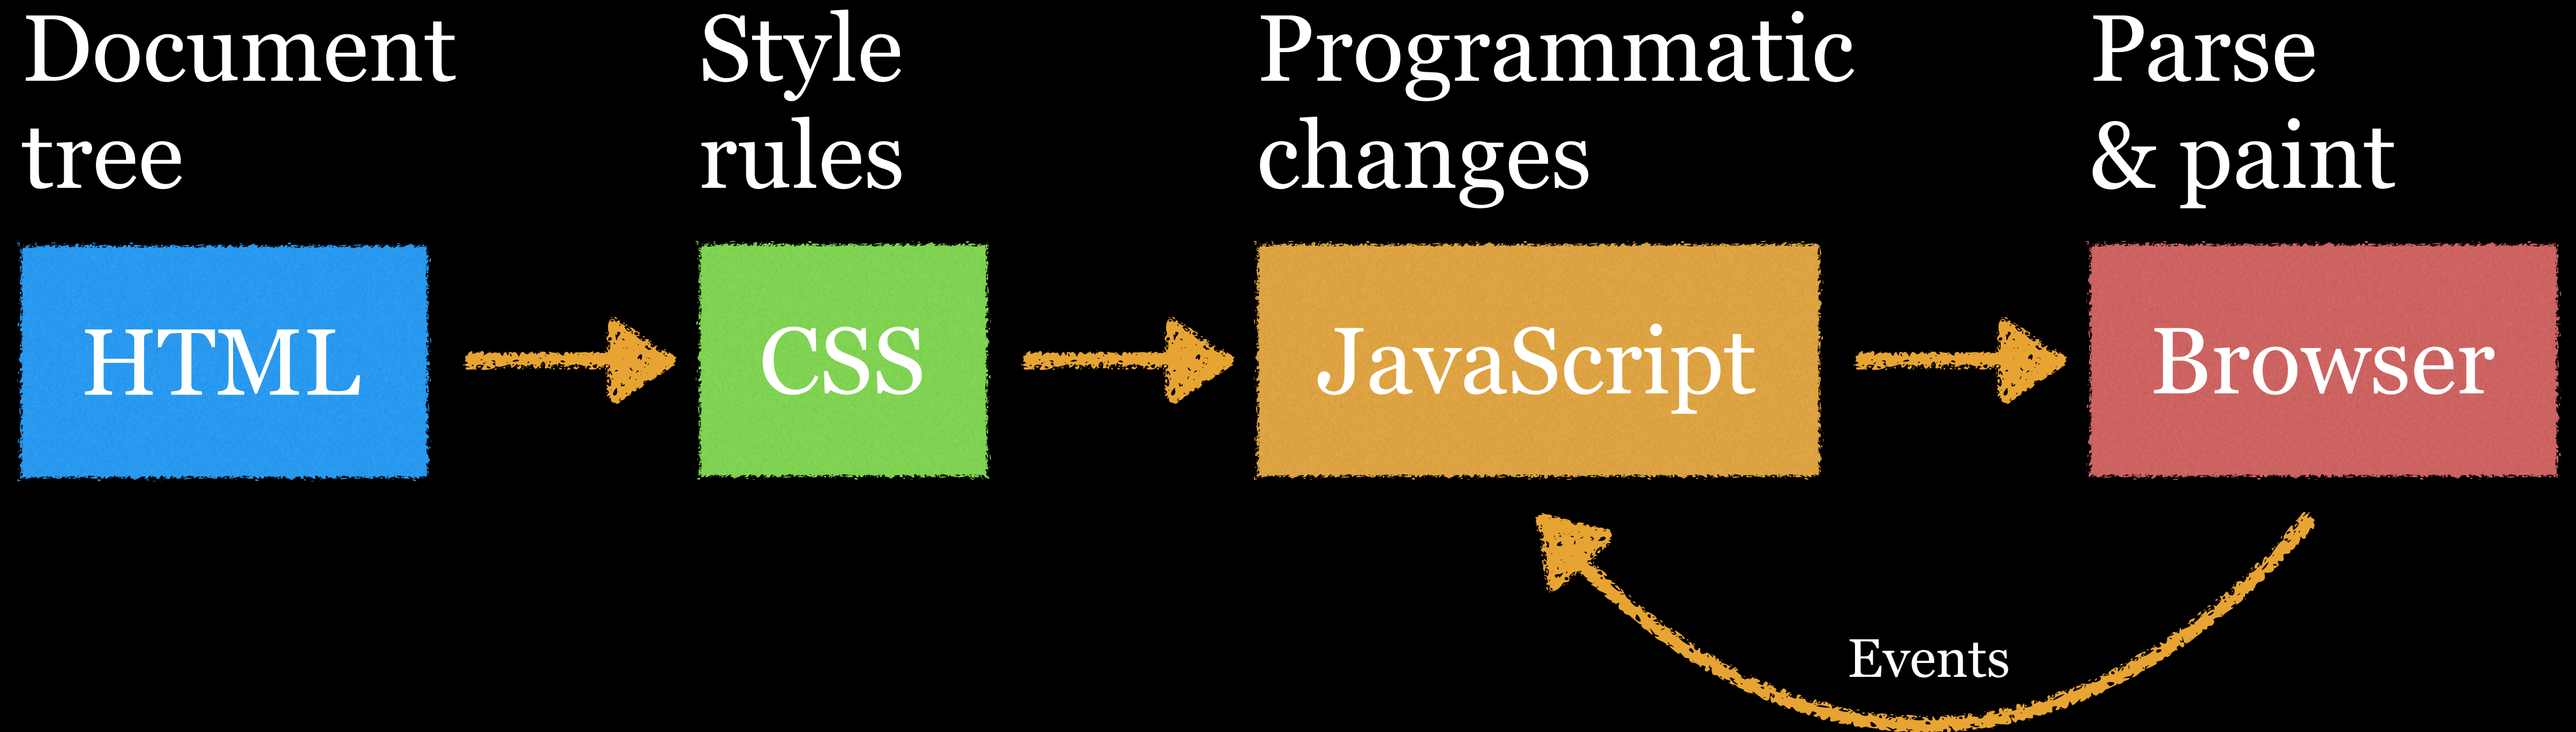 Document
tree
Style
rules
Programmatic
changes
Parse
& paint
HTML
CSS
JavaScript
Browser
Events